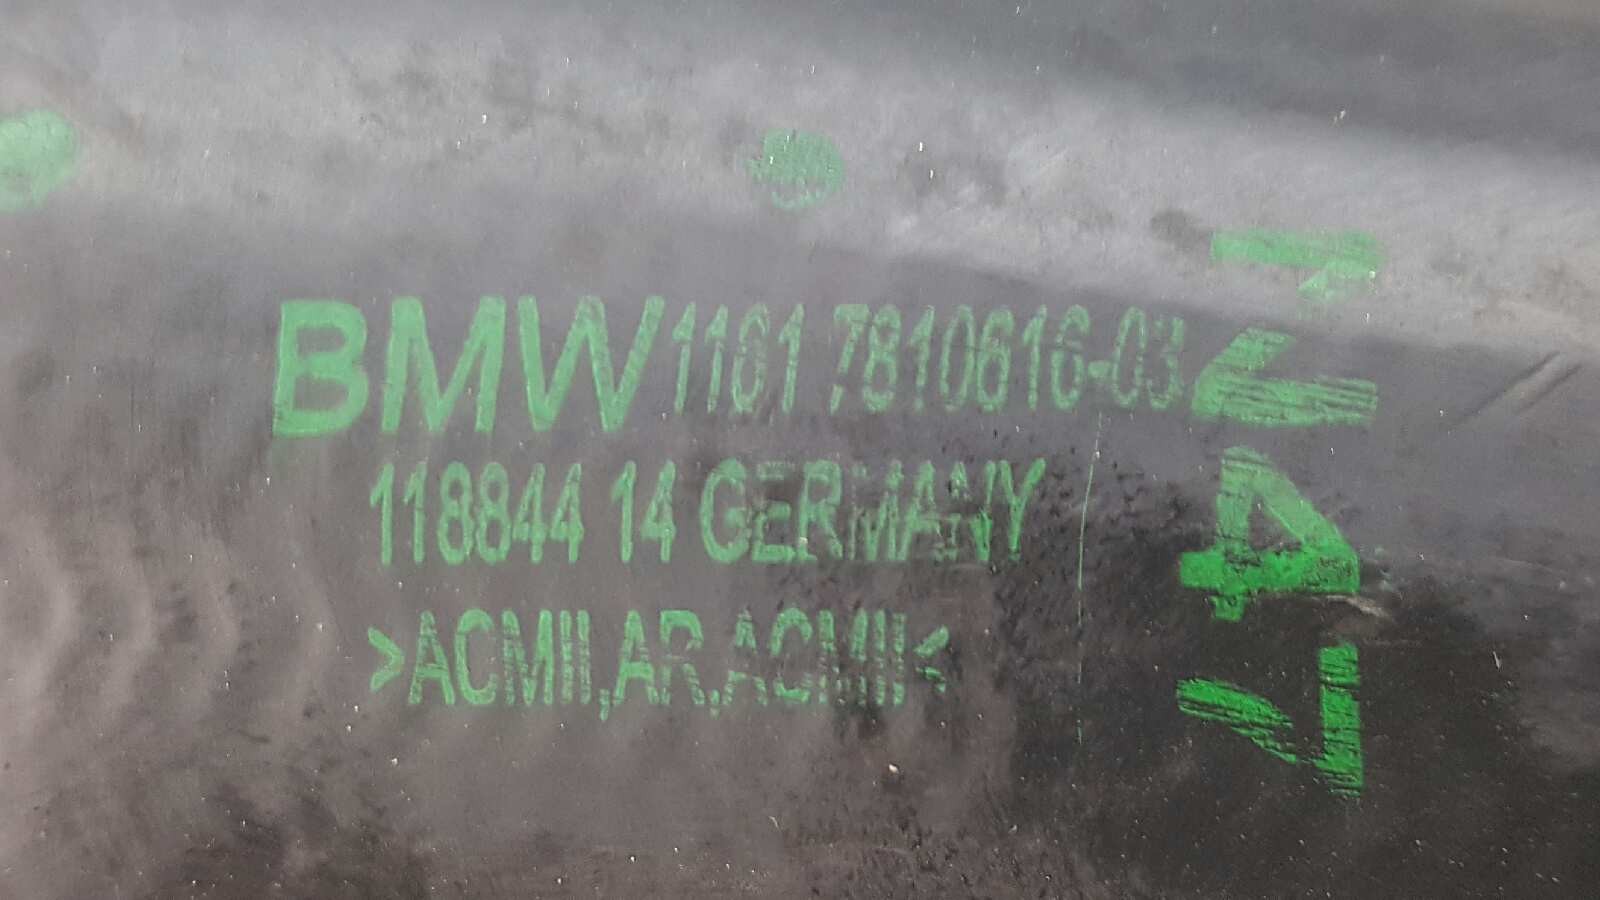 BMW 1161 7810616-03
118844 14 GERMANY
>ACMII,AR,ACMII<